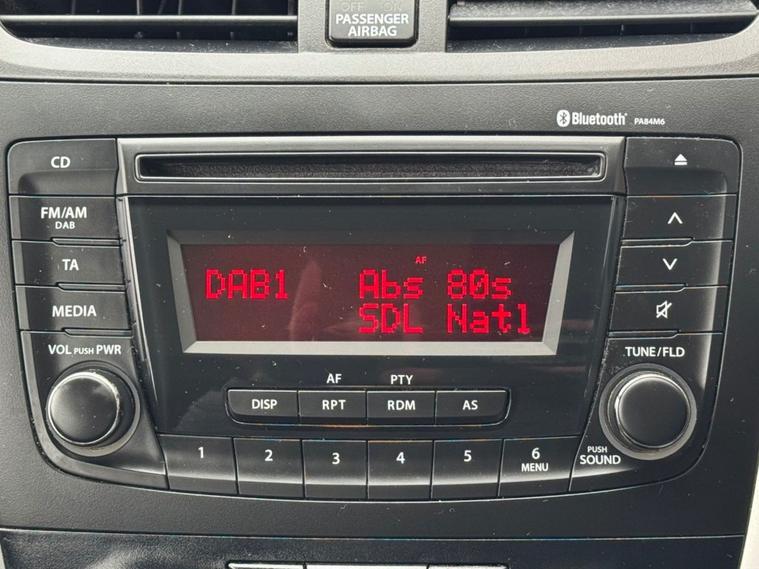 OFF ON
PASSENGER
AIRBAG
Bluetooth PA84M6
CD
FM/AM
DAB
TA
MEDIA
VOL PUSH PWR
AF
DAB1 Abs 80s
SDL Natl
TUNE/FLD
AF PTY
DISP RPT RDM AS
1 2 3 4 5 6
MENU
PUSH
SOUND